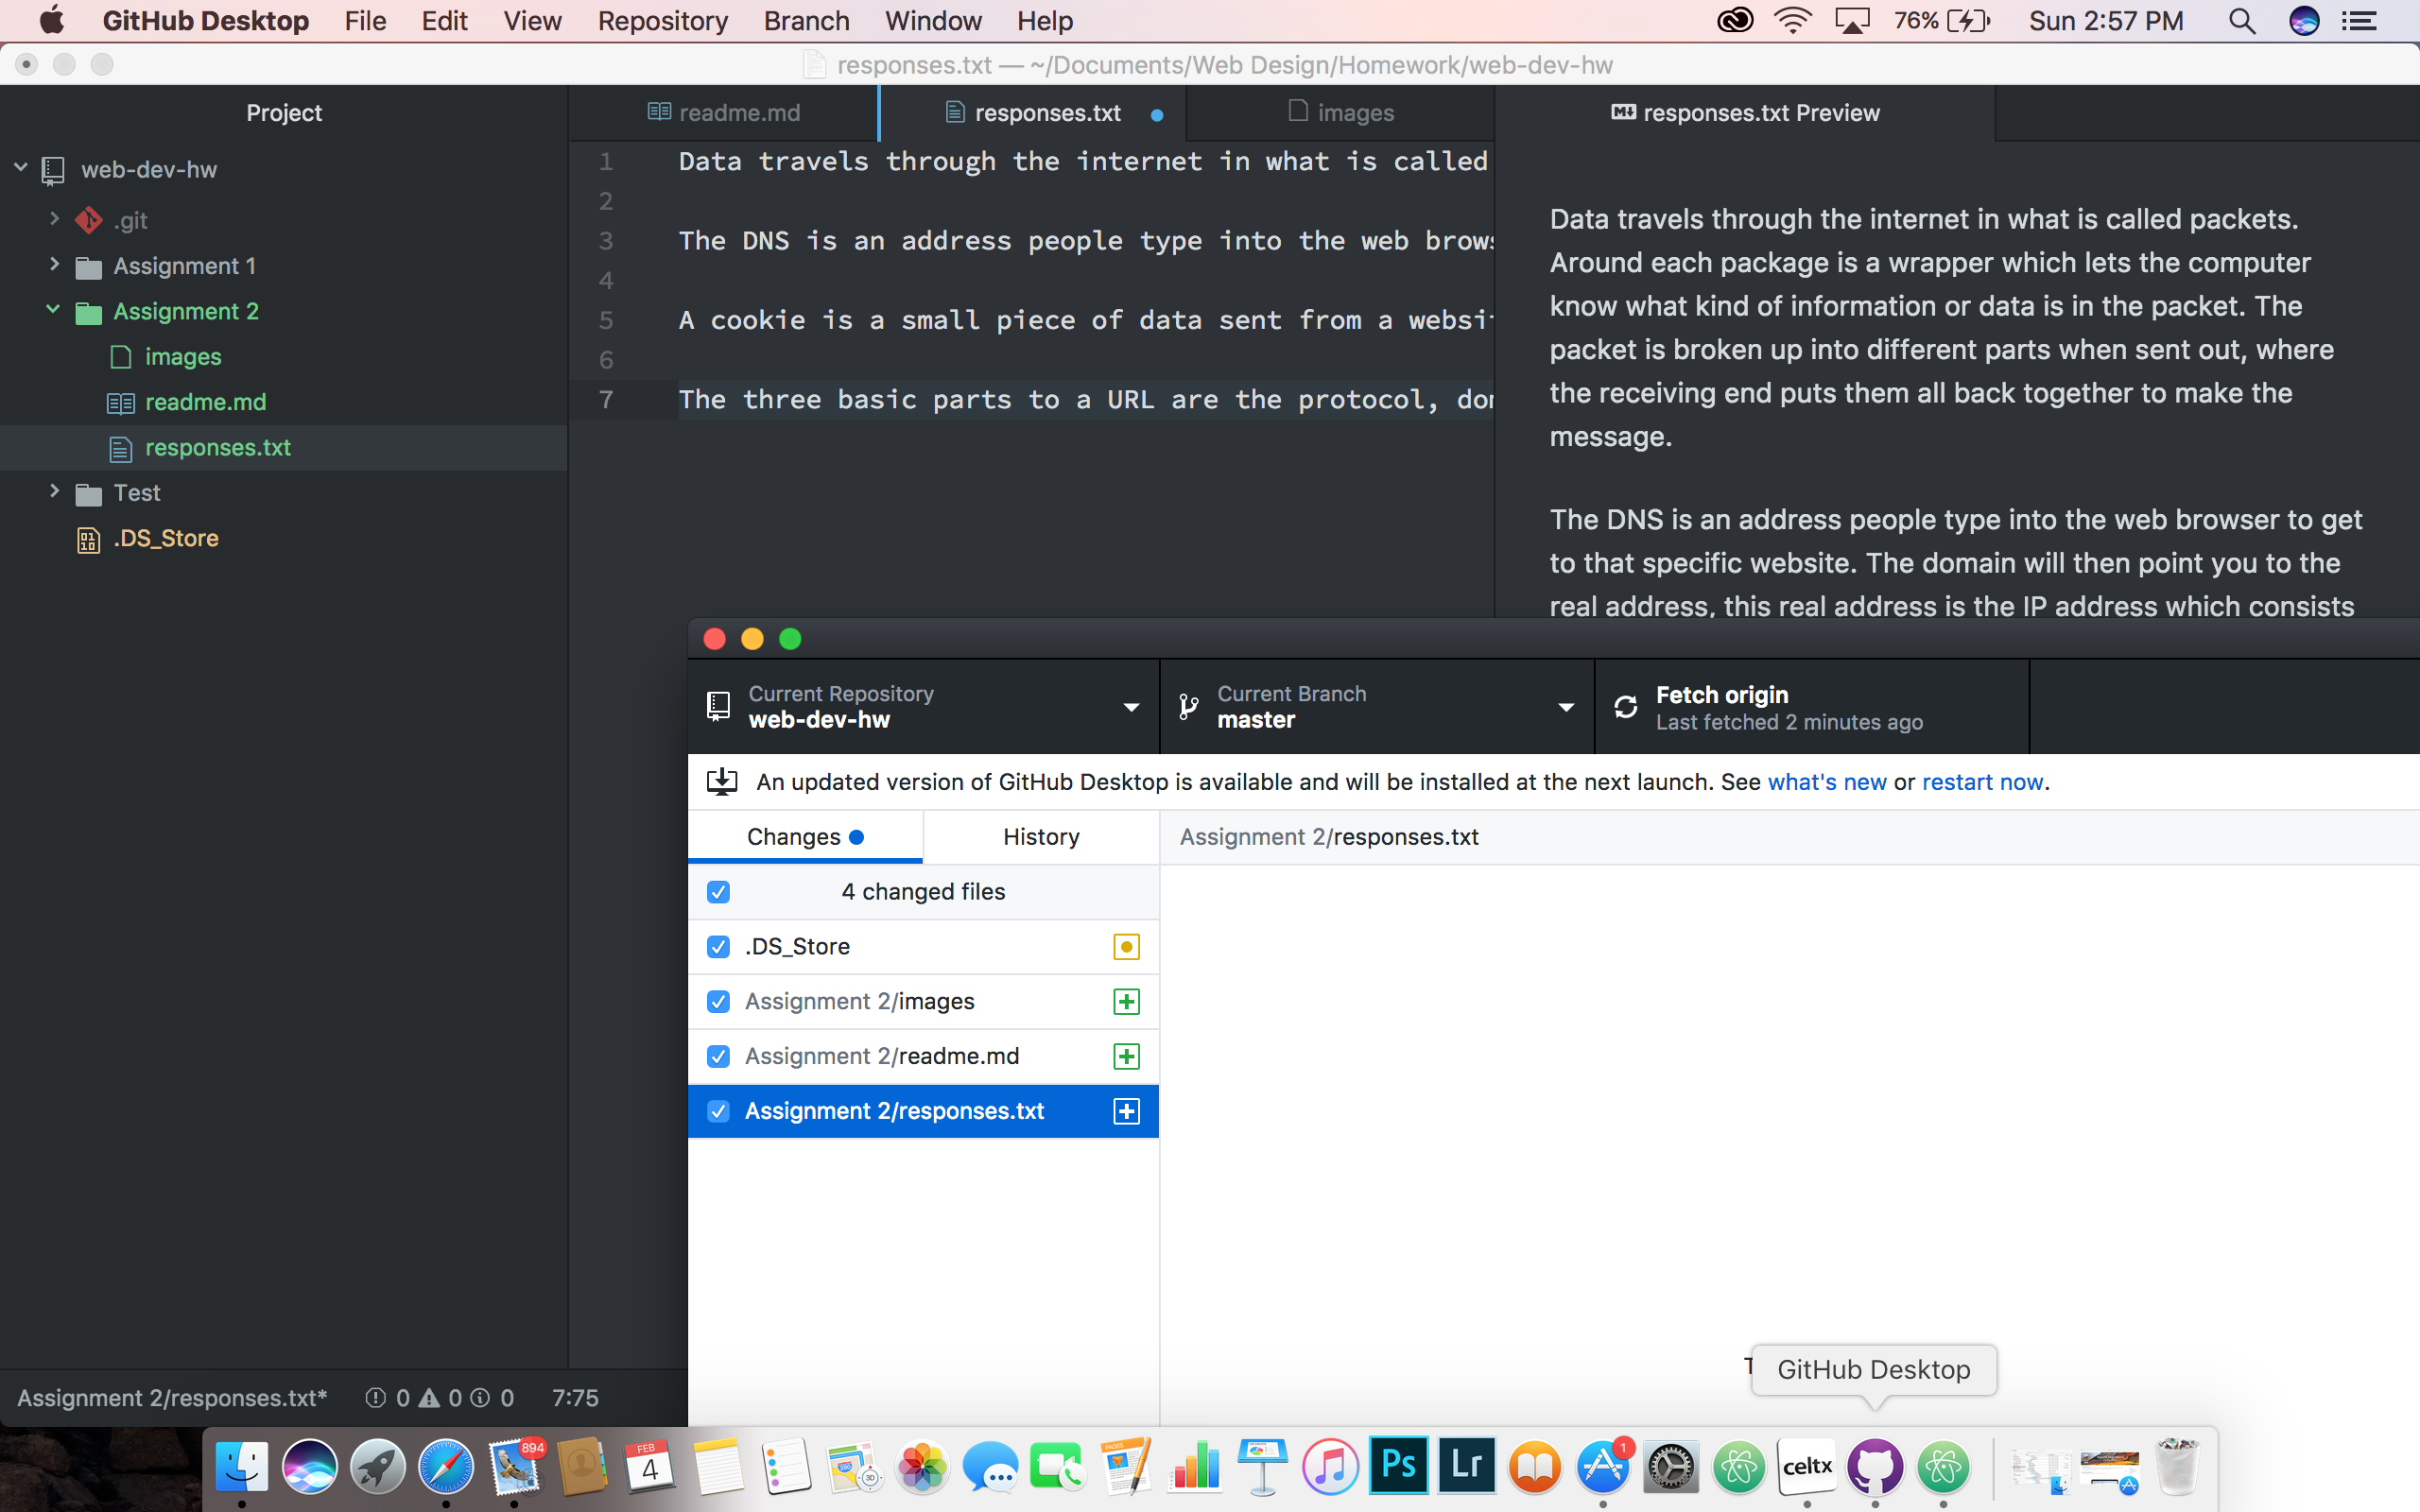 GitHub Desktop File Edit View Repository Branch Window Help 76% Sun 2:57 PM
responses.txt — ~/Documents/Web Design/Homework/web-dev-hw
Project
web-dev-hw
.git
Assignment 1
Assignment 2
images
readme.md
responses.txt
Test
.DS_Store
readme.md responses.txt images
1 Data travels through the internet in what is called
2
3 The DNS is an address people type into the web brows
4
5 A cookie is a small piece of data sent from a websi
6
7 The three basic parts to a URL are the protocol, do
responses.txt Preview
Data travels through the internet in what is called packets.
Around each package is a wrapper which lets the computer
know what kind of information or data is in the packet. The
packet is broken up into different parts when sent out, where
the receiving end puts them all back together to make the
message.
The DNS is an address people type into the web browser to get
to that specific website. The domain will then point you to the
real address, this real address is the IP address which consists
Current Repository
web-dev-hw
Current Branch
master
Fetch origin
Last fetched 2 minutes ago
An updated version of GitHub Desktop is available and will be installed at the next launch. See what's new or restart now.
Changes History
Assignment 2/responses.txt
4 changed files
.DS_Store
Assignment 2/images
Assignment 2/readme.md
Assignment 2/responses.txt
T
GitHub Desktop
Assignment 2/responses.txt* 0 0 0 7:75
894
FEB
4
280
3D
PAGES
Ps
Lr
1
celtx